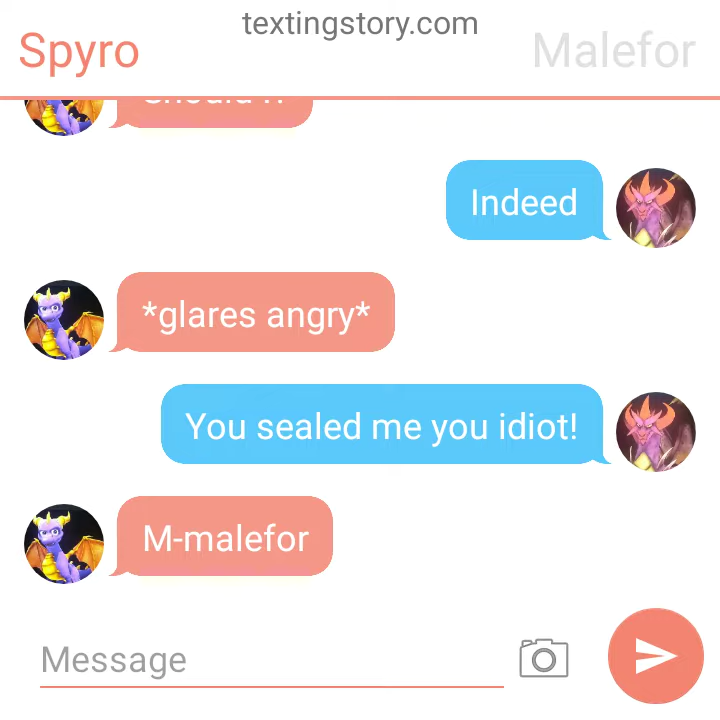 textingstory.com
Spyro
Malefor
Indeed
*glares angry*
You sealed me you idiot!
M-malefor
Message